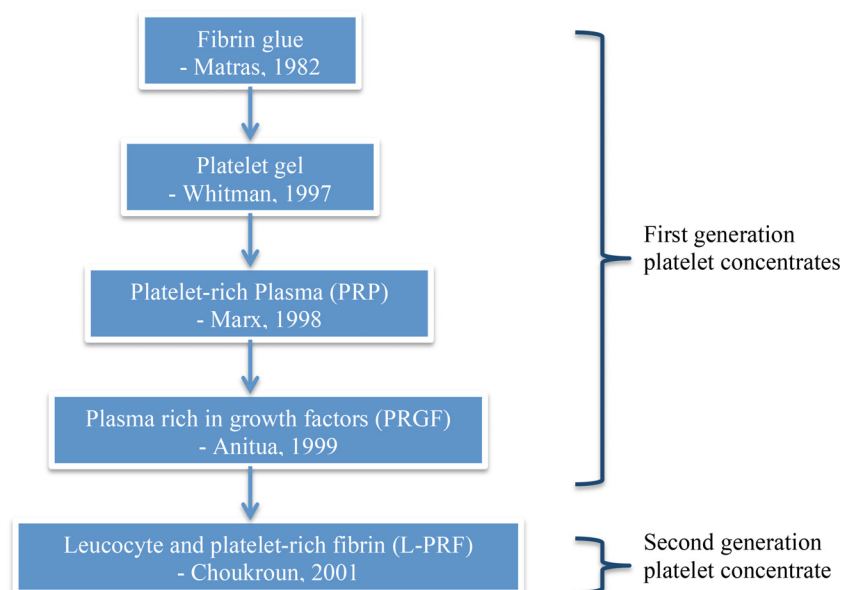 Fibrin glue
- Matras, 1982
Platelet gel
- Whitman, 1997
Platelet-rich Plasma (PRP)
- Marx, 1998
Plasma rich in growth factors (PRGF)
- Anitua, 1999
Leucocyte and platelet-rich fibrin (L-PRF)
- Choukroun, 2001
First generation
platelet concentrates
Second generation
platelet concentrate